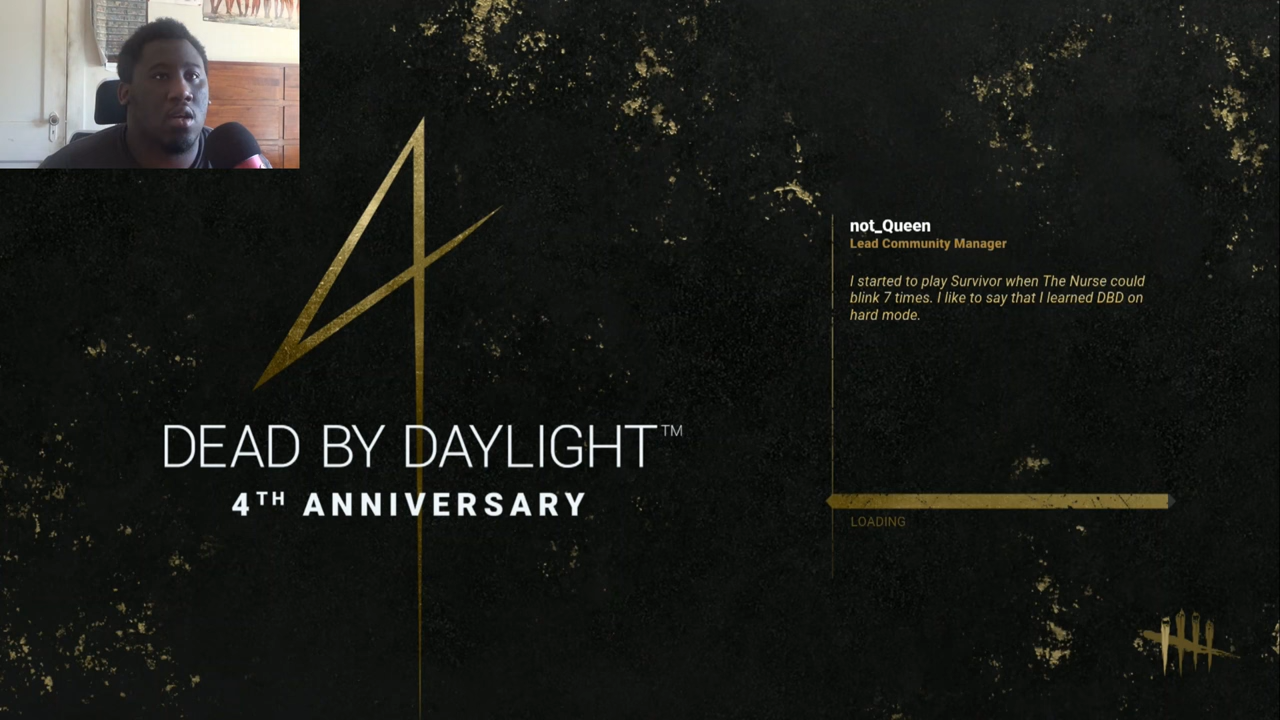 not_Queen
Lead Community Manager
I started to play Survivor when The Nurse could
blink 7 times. I like to say that I learned DBD on
hard mode.
DEAD BY DAYLIGHT™
4TH ANNIVERSARY
LOADING